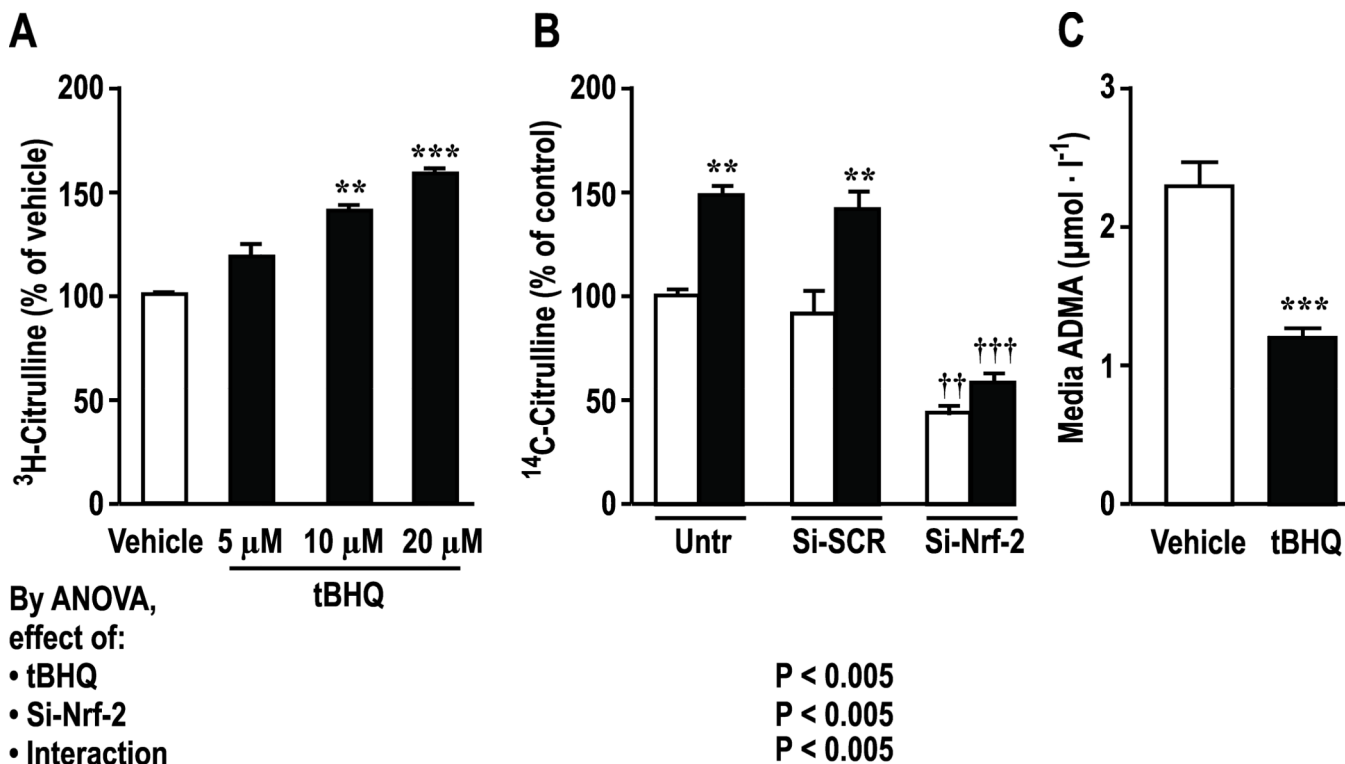 A
³H-Citrulline (% of vehicle)
200
150
100
50
0
**
***
Vehicle 5 μM 10 μM 20 μM
tBHQ
B
¹⁴C-Citrulline (% of control)
200
150
100
50
0
**
**
††
†††
Untr Si-SCR Si-Nrf-2
C
Media ADMA (μmol · l⁻¹)
3
2
1
0
***
Vehicle tBHQ
By ANOVA,
effect of:
• tBHQ P < 0.005
• Si-Nrf-2 P < 0.005
• Interaction P < 0.005